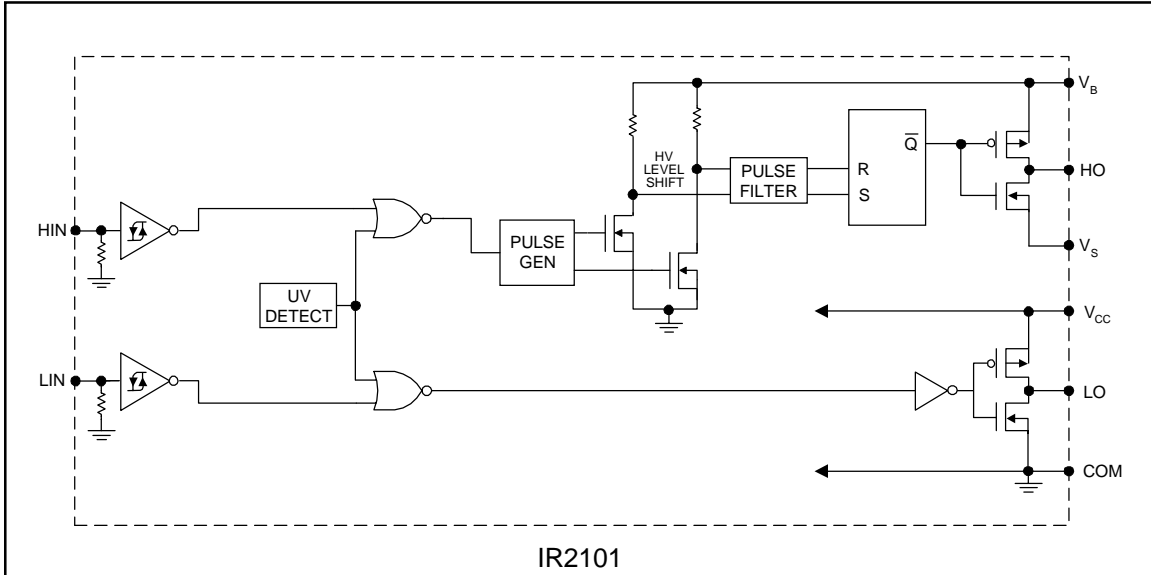 V_B
Q̅
HV
LEVEL
SHIFT
PULSE
FILTER
R
S
HO
HIN
PULSE
GEN
V_S
UV
DETECT
V_CC
LIN
LO
COM
IR2101